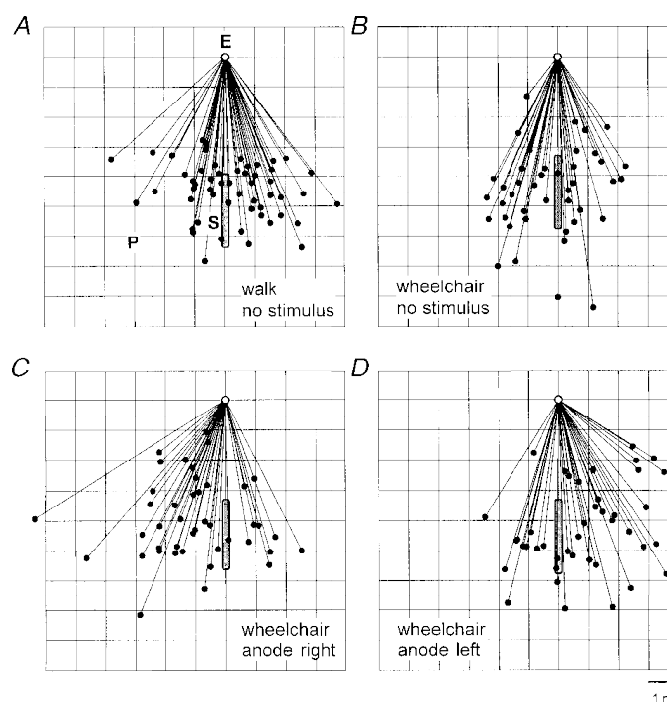 A
E
S
P
walk
no stimulus
B
wheelchair
no stimulus
C
wheelchair
anode right
D
wheelchair
anode left